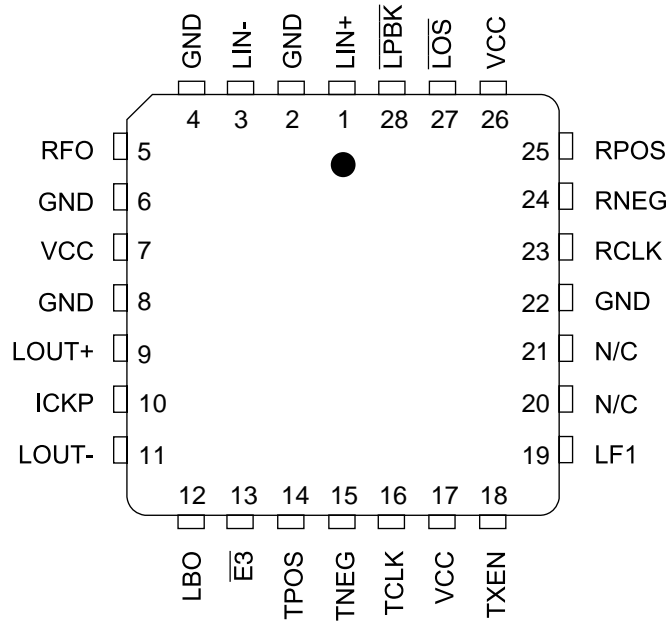 GND
LIN-
GND
LIN+
LPBK
LOS
VCC
4
3
2
1
28
27
26
RFO 5
GND 6
VCC 7
GND 8
LOUT+ 9
ICKP 10
LOUT- 11
25 RPOS
24 RNEG
23 RCLK
22 GND
21 N/C
20 N/C
19 LF1
12
13
14
15
16
17
18
LBO
E3
TPOS
TNEG
TCLK
VCC
TXEN